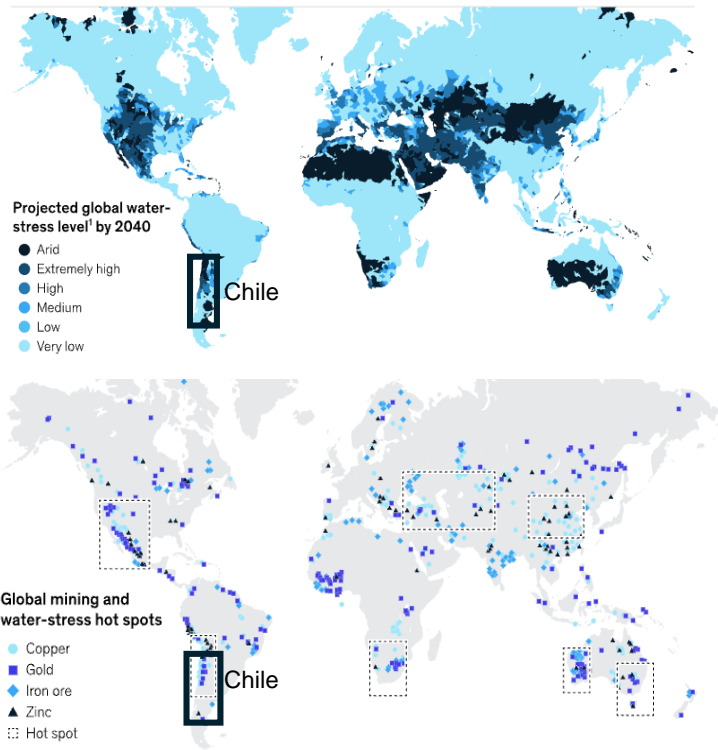 Projected global water-
stress level¹ by 2040
Arid
Extremely high
High
Medium
Low
Very low
Chile
Global mining and
water-stress hot spots
Copper
Gold
Iron ore
Zinc
Hot spot
Chile